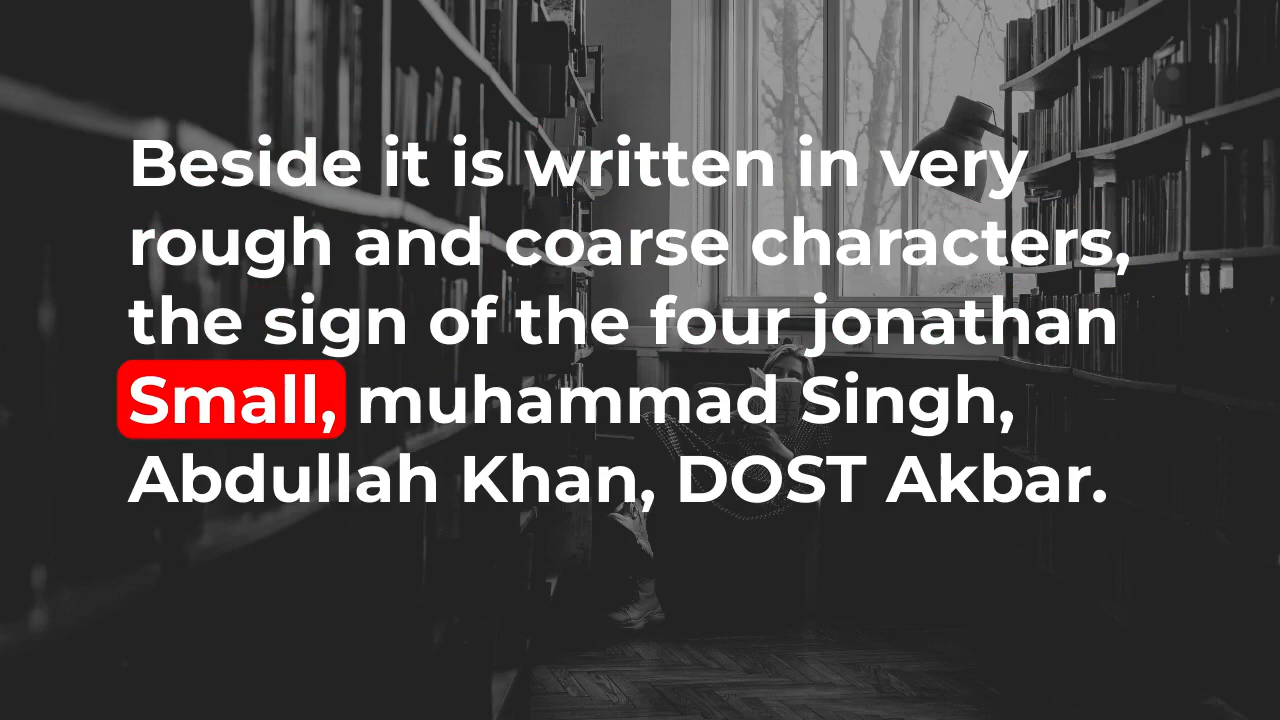 Beside it is written in very
rough and coarse characters,
the sign of the four jonathan
Small, muhammad Singh,
Abdullah Khan, DOST Akbar.